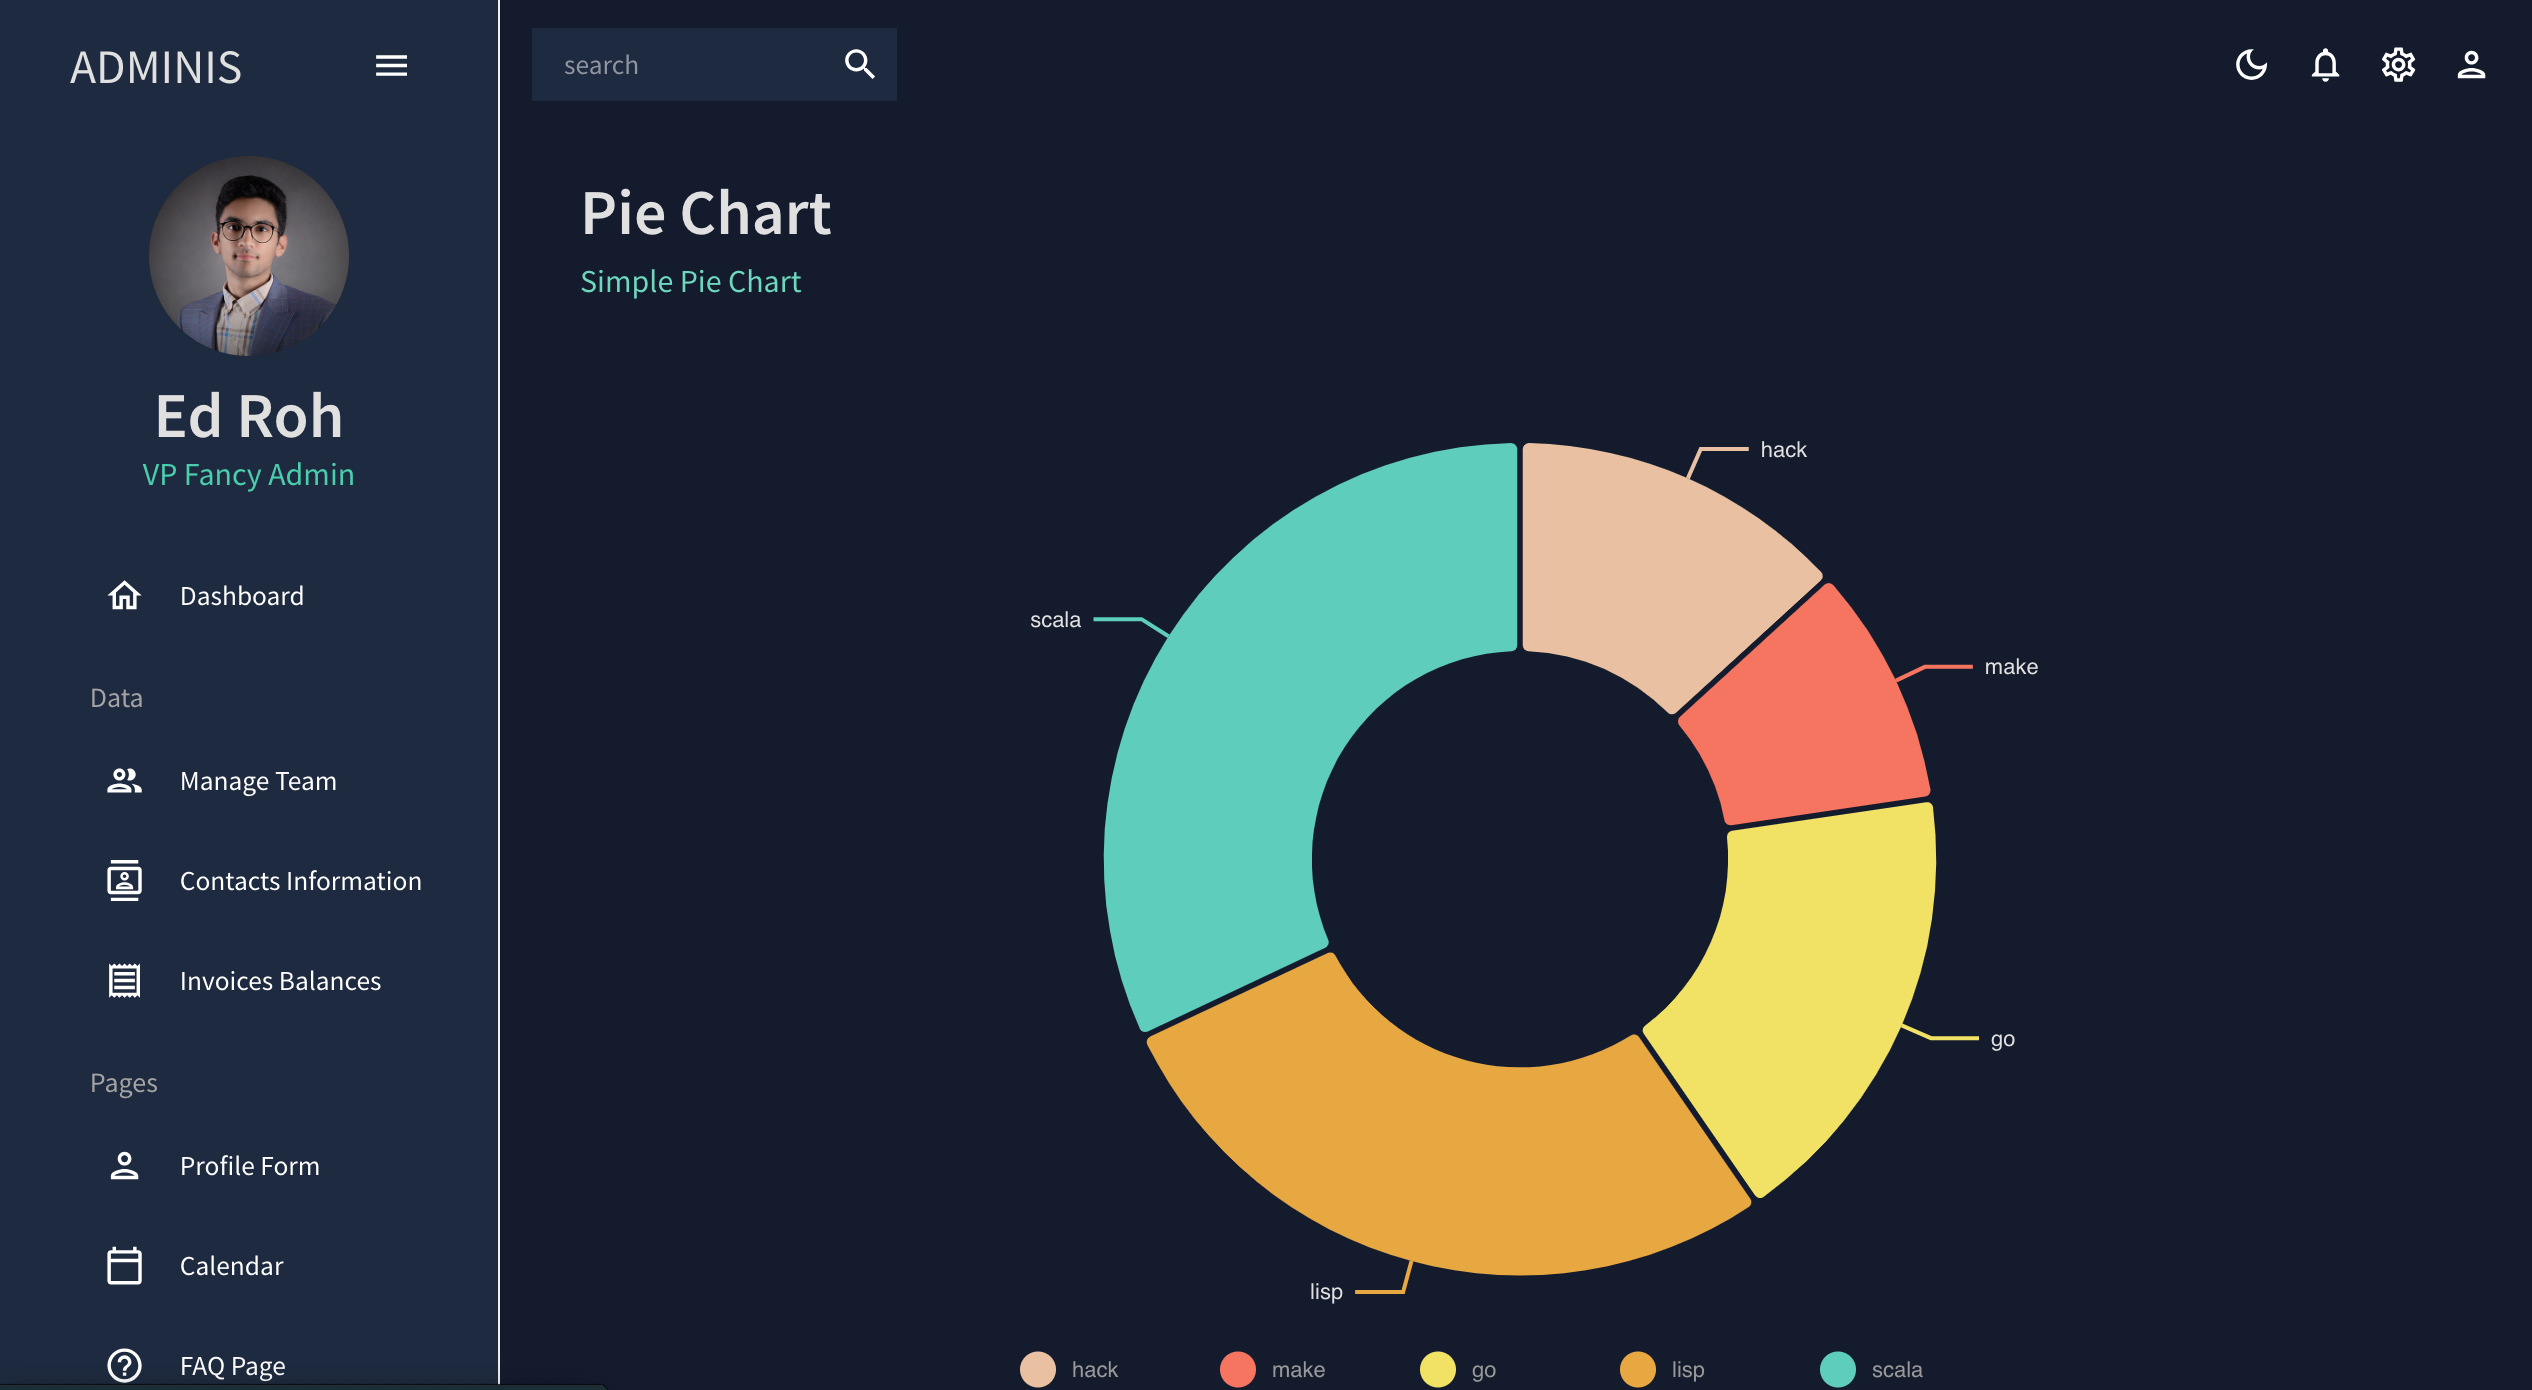 ADMINIS
search
Ed Roh
VP Fancy Admin
Dashboard
Data
Manage Team
Contacts Information
Invoices Balances
Pages
Profile Form
Calendar
FAQ Page
Pie Chart
Simple Pie Chart
hack
scala
make
go
lisp
hack
make
go
lisp
scala